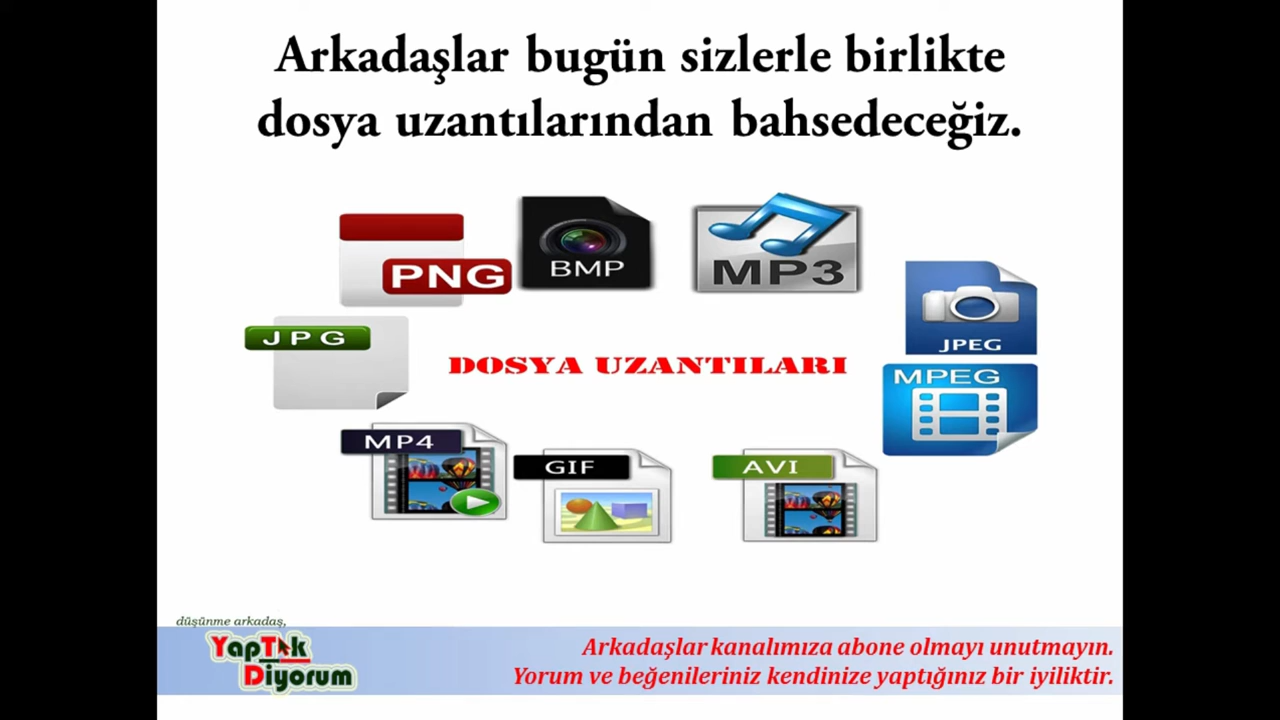 Arkadaşlar bugün sizlerle birlikte
dosya uzantılarından bahsedeceğiz.
PNG
BMP
MP3
JPEG
JPG
DOSYA UZANTILARI
MPEG
MP4
GIF
AVI
düşünme arkadaş,
YapTık
Diyorum
Arkadaşlar kanalımıza abone olmayı unutmayın.
Yorum ve beğenileriniz kendinize yaptığınız bir iyiliktir.